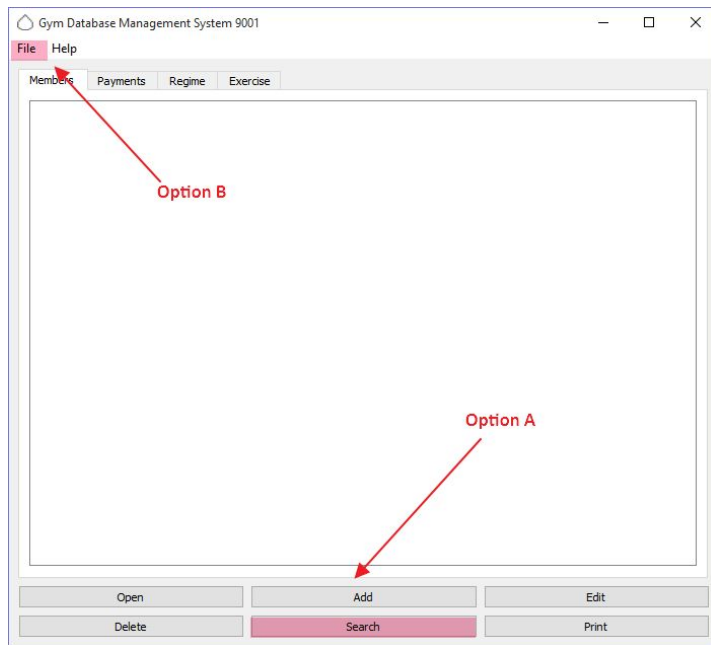 Gym Database Management System 9001
File Help
Members Payments Regime Exercise
Option B
Option A
Open Add Edit
Delete Search Print